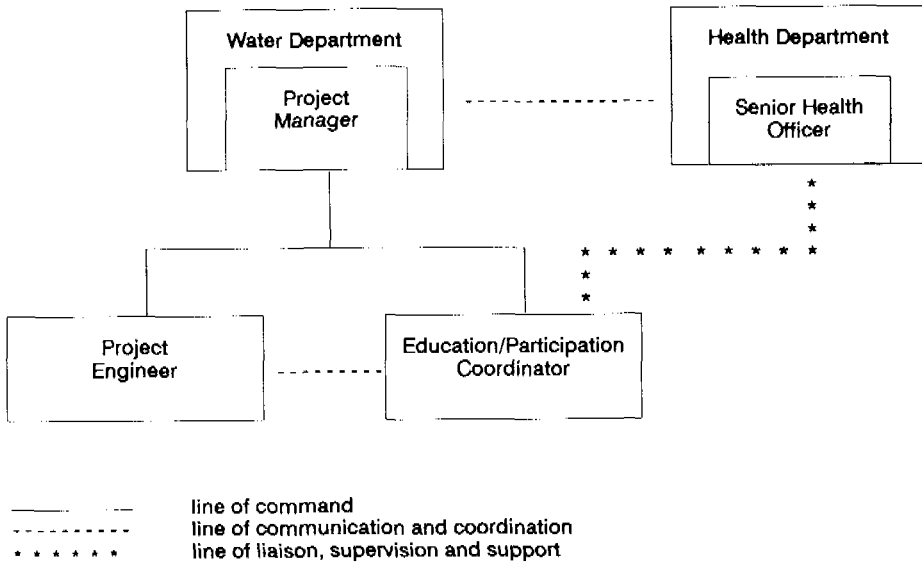 Water Department
Project
Manager
Health Department
Senior Health
Officer
Project
Engineer
Education/Participation
Coordinator
line of command
line of communication and coordination
line of liaison, supervision and support